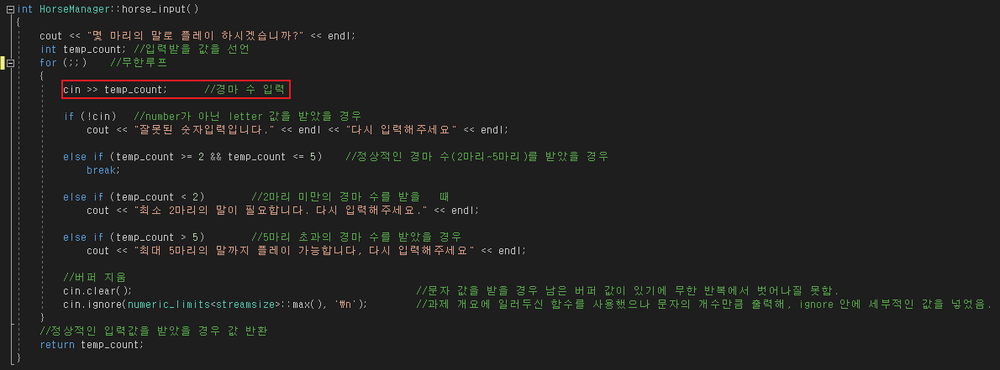 int HorseManager::horse_input()
{
cout << "몇 마리의 말로 플레이 하시겠습니까?" << endl;
int temp_count; //입력받을 값을 선언
for (;;) //무한루프
{
cin >> temp_count; //경마 수 입력
if (!cin) //number가 아닌 letter 값을 받았을 경우
cout << "잘못된 숫자입력입니다." << endl << "다시 입력해주세요" << endl;
else if (temp_count >= 2 && temp_count <= 5) //정상적인 경마 수(2마리~5마리)를 받았을 경우
break;
else if (temp_count < 2) //2마리 미만의 경마 수를 받을 때
cout << "최소 2마리의 말이 필요합니다. 다시 입력해주세요." << endl;
else if (temp_count > 5) //5마리 초과의 경마 수를 받았을 경우
cout << "최대 5마리의 말까지 플레이 가능합니다, 다시 입력해주세요" << endl;
//버퍼 지움
cin.clear(); //문자 값을 받을 경우 남은 버퍼 값이 있기에 무한 반복에서 벗어나질 못함.
cin.ignore(numeric_limits<streamsize>::max(), '₩n'); //과제 개요에 일러두신 함수를 사용했으나 문자의 개수만큼 출력해, ignore 안에 세부적인 값을 넣었음.
}
//정상적인 입력값을 받았을 경우 값 반환
return temp_count;
}